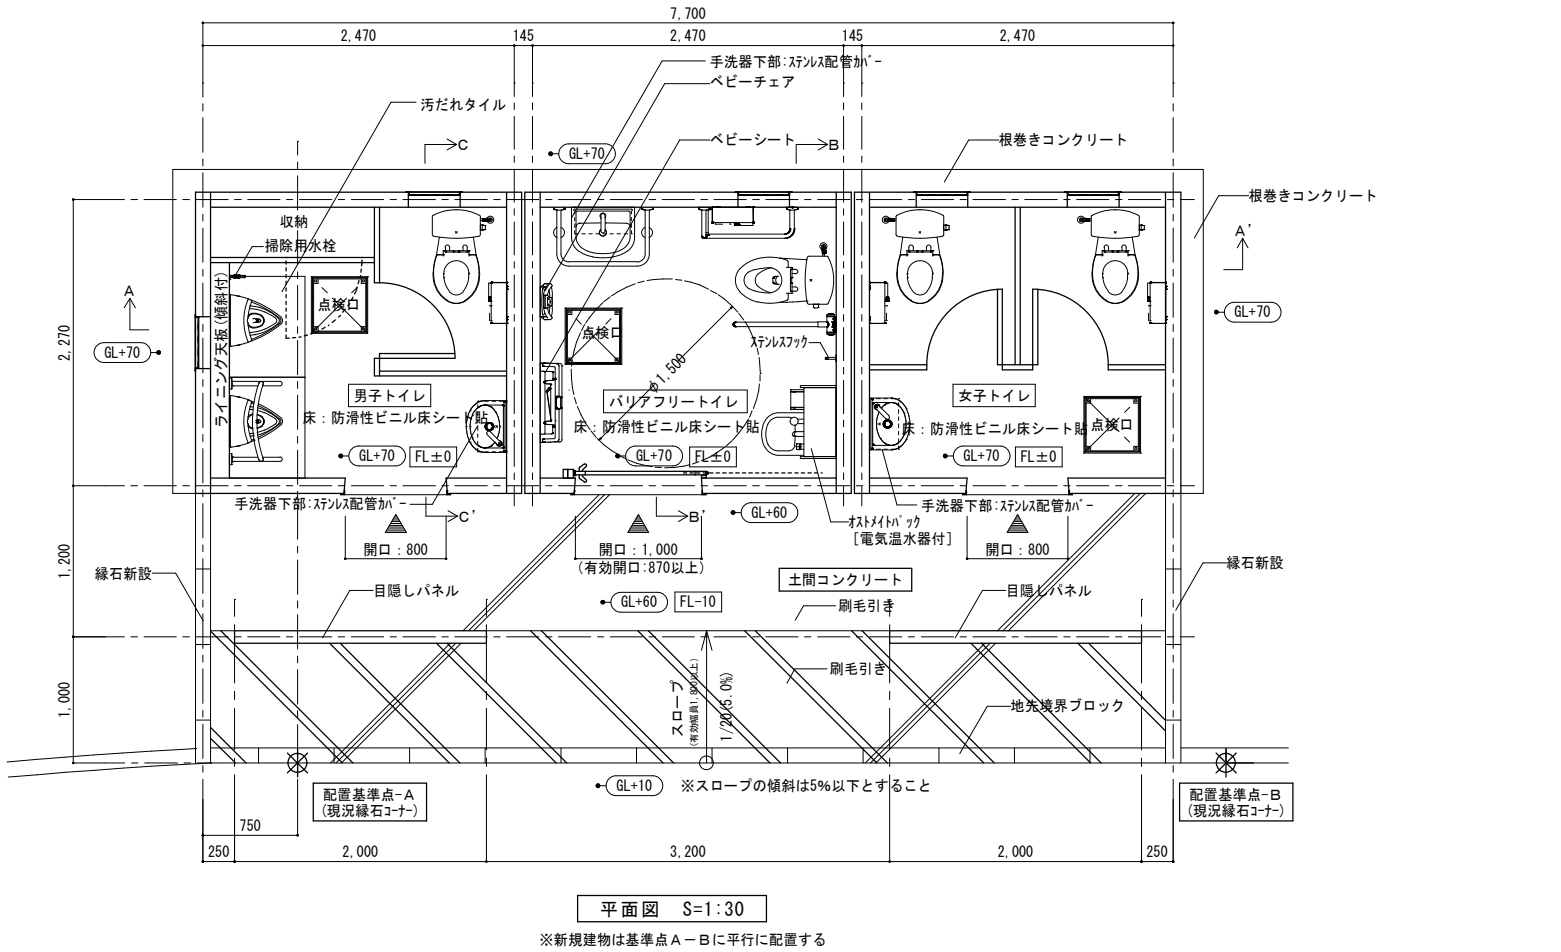 7,700
2,470
145
2,470
145
2,470
手洗器下部:ｽﾃﾝﾚｽ配管ｶﾊﾞｰ
ベビーチェア
汚だれタイル
ベビーシート
根巻きコンクリート
C
B
GL+70
根巻きコンクリート
収納
掃除用水栓
A'
A
点検口
ライニング天板(傾斜付)
GL+70
GL+70
点検口
ｽﾃﾝﾚｽﾌｯｸ
2,270
φ1,500
男子トイレ
床：防滑性ビニル床シート貼
GL+70
FL±0
バリアフリートイレ
床：防滑性ビニル床シート貼
GL+70
FL±0
女子トイレ
床：防滑性ビニル床シート貼
点検口
GL+70
FL±0
手洗器下部:ｽﾃﾝﾚｽ配管ｶﾊﾞｰ
C'
B'
GL+60
ｵｽﾄﾒｲﾄﾊﾟｯｸ
[電気温水器付]
手洗器下部:ｽﾃﾝﾚｽ配管ｶﾊﾞｰ
開口：800
開口：1,000
(有効開口:870以上)
開口：800
1,200
縁石新設
縁石新設
土間コンクリート
目隠しパネル
目隠しパネル
GL+60
FL-10
刷毛引き
刷毛引き
スロープ
(有効幅員1,800以上)
1/20(5.0%)
地先境界ブロック
1,000
GL+10
※スロープの傾斜は5%以下とすること
配置基準点-A
(現況縁石ｺｰﾅｰ)
配置基準点-B
(現況縁石ｺｰﾅｰ)
750
250
2,000
3,200
2,000
250
平面図 S=1:30
※新規建物は基準点A－Bに平行に配置する